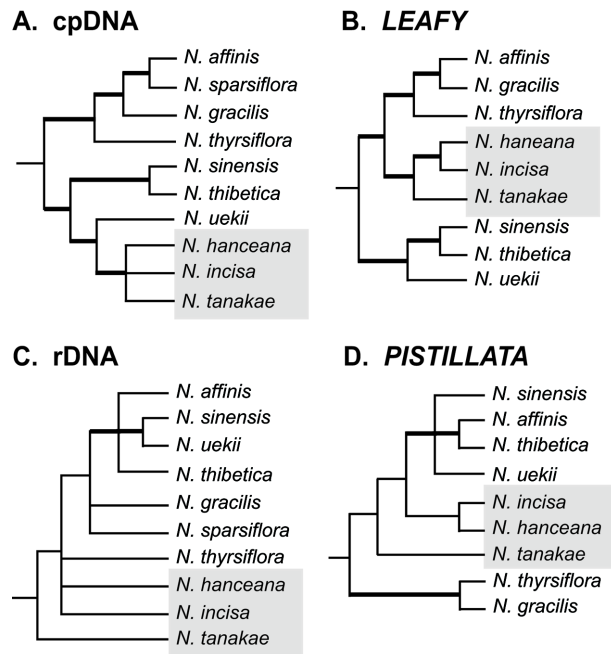 A. cpDNA
N. affinis
N. sparsiflora
N. gracilis
N. thyrsiflora
N. sinensis
N. thibetica
N. uekii
N. hanceana
N. incisa
N. tanakae
B. LEAFY
N. affinis
N. gracilis
N. thyrsiflora
N. haneana
N. incisa
N. tanakae
N. sinensis
N. thibetica
N. uekii
C. rDNA
N. affinis
N. sinensis
N. uekii
N. thibetica
N. gracilis
N. sparsiflora
N. thyrsiflora
N. hanceana
N. incisa
N. tanakae
D. PISTILLATA
N. sinensis
N. affinis
N. thibetica
N. uekii
N. incisa
N. hanceana
N. tanakae
N. thyrsiflora
N. gracilis